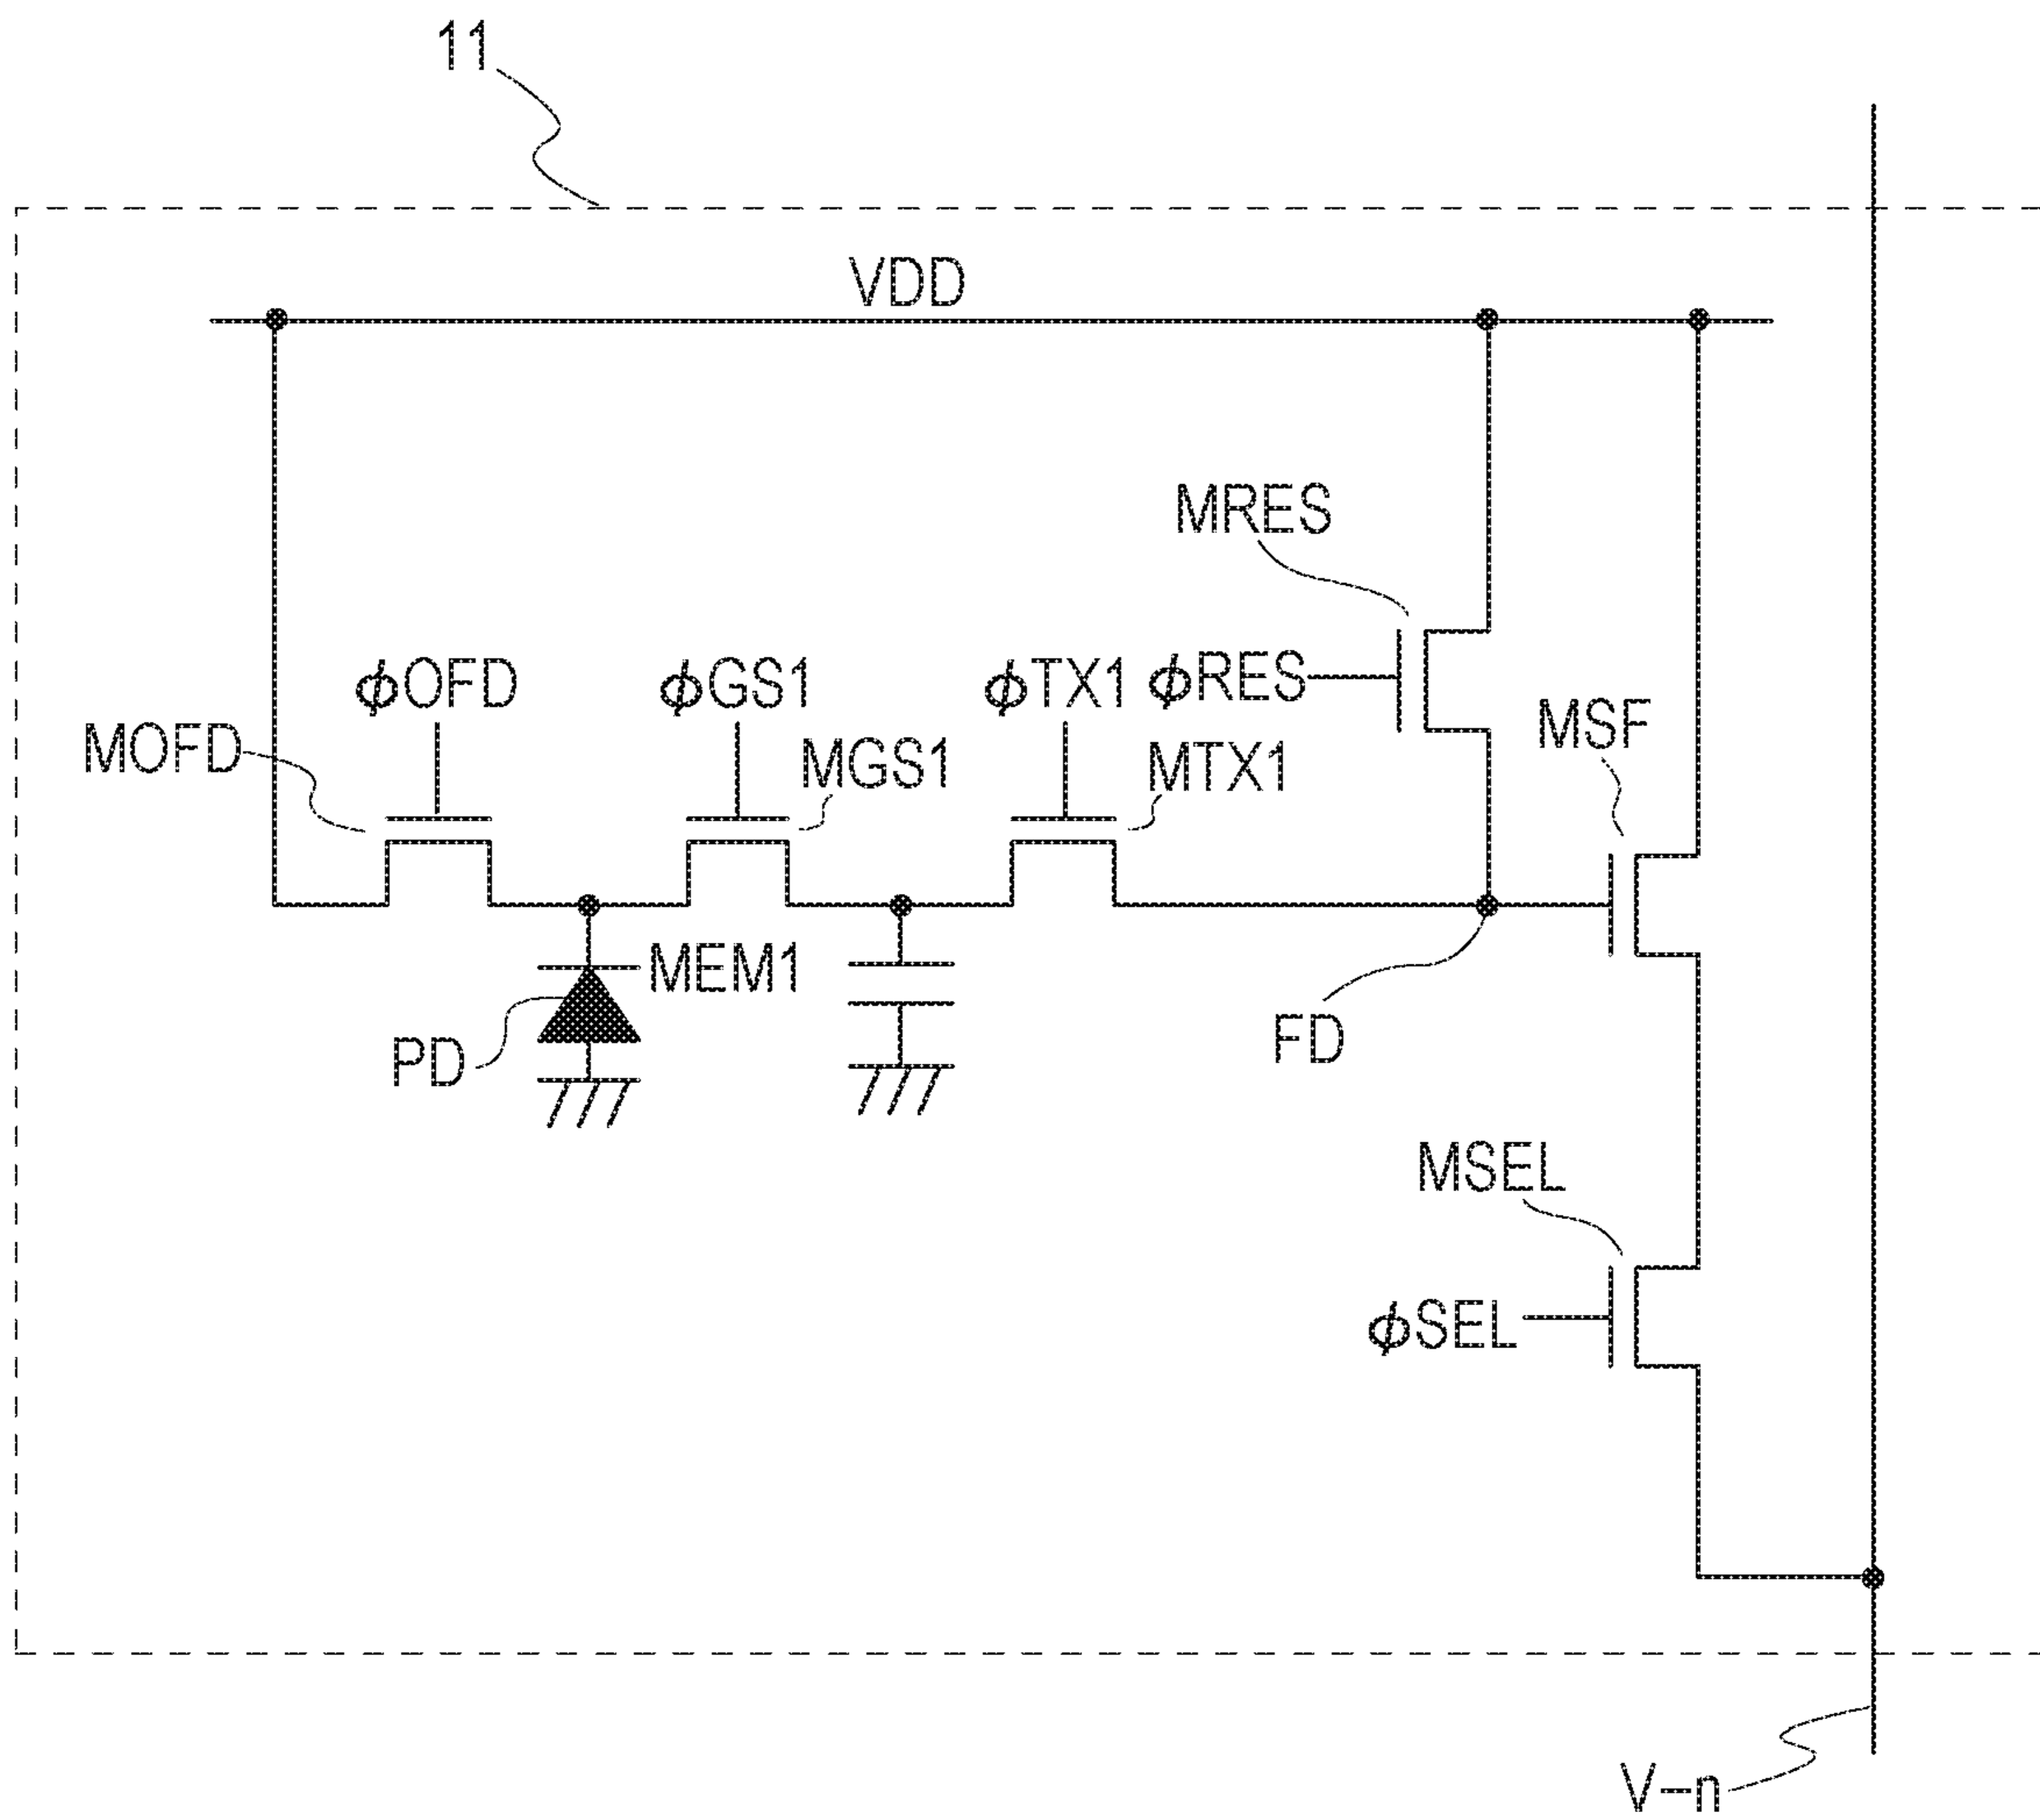 11
VDD
MRES
ϕOFD
ϕGS1
ϕTX1
ϕRES
MOFD
MGS1
MTX1
MSF
MEM1
PD
FD
MSEL
ϕSEL
V-n